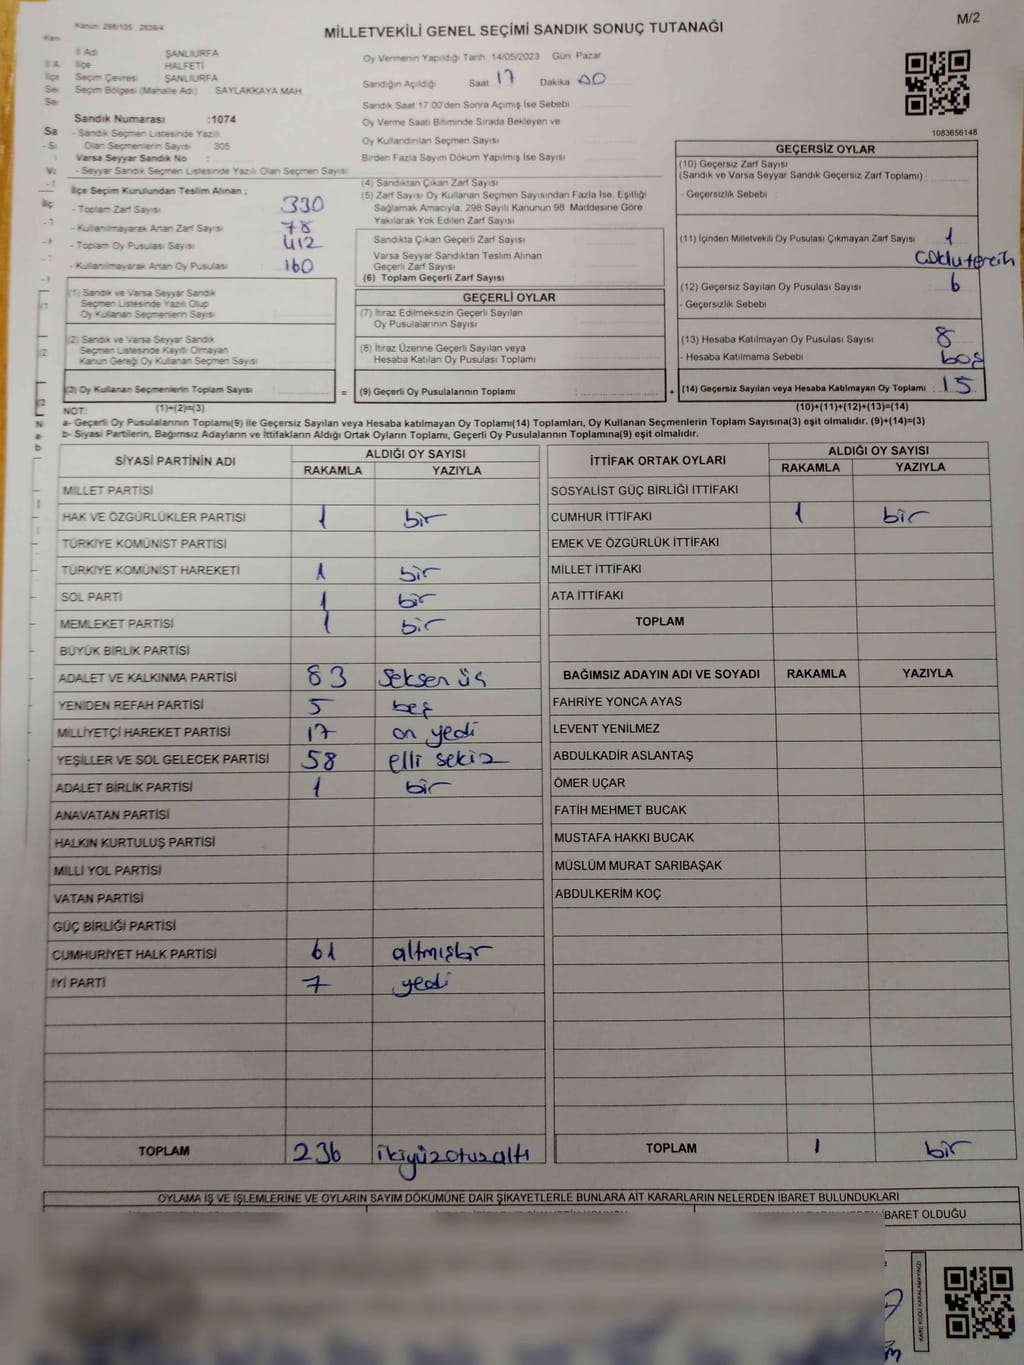 Kanun: 298/105 , 2839/4
MİLLETVEKİLİ GENEL SEÇİMİ SANDIK SONUÇ TUTANAĞI
M/2
İl Adı ŞANLIURFA
İlçe HALFETİ
Seçim Çevresi ŞANLIURFA
Seçim Bölgesi (Mahalle Adı) SAYLAKKAYA MAH
Sandık Numarası :1074
- Sandık Seçmen Listesinde Yazılı
Olan Seçmenlerin Sayısı 305
Varsa Seyyar Sandık No :
- Seyyar Sandık Seçmen Listesinde Yazılı Olan Seçmen Sayısı
İlçe Seçim Kurulundan Teslim Alınan ;
- Toplam Zarf Sayısı 330
- Kullanılmayarak Artan Zarf Sayısı 78
- Toplam Oy Pusulası Sayısı 412
- Kullanılmayarak Artan Oy Pusulası 160
(1) Sandık ve Varsa Seyyar Sandık
Seçmen Listesinde Yazılı Olup
Oy Kullanan Seçmenlerin Sayısı
(2) Sandık ve Varsa Seyyar Sandık
Seçmen Listesinde Kayıtlı Olmayan
Kanun Gereği Oy Kullanan Seçmen Sayısı
(3) Oy Kullanan Seçmenlerin Toplam Sayısı
(1)+(2)=(3)
Oy Vermenin Yapıldığı Tarih 14/05/2023 Gün Pazar
Sandığın Açıldığı Saat 17 Dakika 00
Sandık Saat 17.00'den Sonra Açımış İse Sebebi
Oy Verme Saati Bitiminde Sırada Bekleyen ve
Oy Kullandırılan Seçmen Sayısı
Birden Fazla Sayım Döküm Yapılmış İse Sayısı
(4) Sandıktan Çıkan Zarf Sayısı
(5) Zarf Sayısı Oy Kullanan Seçmen Sayısından Fazla İse, Eşitliği
Sağlamak Amacıyla, 298 Sayılı Kanunun 98. Maddesine Göre
Yakılarak Yok Edilen Zarf Sayısı
Sandıkta Çıkan Geçerli Zarf Sayısı
Varsa Seyyar Sandıktan Teslim Alınan
Geçerli Zarf Sayısı
(6) Toplam Geçerli Zarf Sayısı
GEÇERLİ OYLAR
(7) İtiraz Edilmeksizin Geçerli Sayılan
Oy Pusulalarının Sayısı
(8) İtiraz Üzerine Geçerli Sayılan veya
Hesaba Katılan Oy Pusulası Toplamı
= (9) Geçerli Oy Pusulalarının Toplamı
1083656148
GEÇERSİZ OYLAR
(10) Geçersiz Zarf Sayısı
(Sandık ve Varsa Seyyar Sandık Geçersiz Zarf Toplamı)
- Geçersizlik Sebebi
(11) İçinden Milletvekili Oy Pusulası Çıkmayan Zarf Sayısı 1
çoklu tercih
(12) Geçersiz Sayılan Oy Pusulası Sayısı 6
- Geçersizlik Sebebi
(13) Hesaba Katılmayan Oy Pusulası Sayısı 8
- Hesaba Katılmama Sebebi boş
+ (14) Geçersiz Sayılan veya Hesaba Katılmayan Oy Toplamı : 15
(10)+(11)+(12)+(13)=(14)
NOT:
a- Geçerli Oy Pusulalarının Toplamı(9) ile Geçersiz Sayılan veya Hesaba katılmayan Oy Toplamı(14) Toplamları, Oy Kullanan Seçmenlerin Toplam Sayısına(3) eşit olmalıdır. (9)+(14)=(3)
b- Siyasi Partilerin, Bağımsız Adayların ve İttifakların Aldığı Ortak Oyların Toplamı, Geçerli Oy Pusulalarının Toplamına(9) eşit olmalıdır.
SİYASİ PARTİNİN ADI ALDIĞI OY SAYISI
RAKAMLA YAZIYLA
MİLLET PARTİSİ
HAK VE ÖZGÜRLÜKLER PARTİSİ 1 bir
TÜRKİYE KOMÜNİST PARTİSİ
TÜRKİYE KOMÜNİST HAREKETİ 1 bir
SOL PARTİ 1 bir
MEMLEKET PARTİSİ 1 bir
BÜYÜK BİRLİK PARTİSİ
ADALET VE KALKINMA PARTİSİ 83 seksen üç
YENİDEN REFAH PARTİSİ 5 beş
MİLLİYETÇİ HAREKET PARTİSİ 17 on yedi
YEŞİLLER VE SOL GELECEK PARTİSİ 58 elli sekiz
ADALET BİRLİK PARTİSİ 1 bir
ANAVATAN PARTİSİ
HALKIN KURTULUŞ PARTİSİ
MİLLİ YOL PARTİSİ
VATAN PARTİSİ
GÜÇ BİRLİĞİ PARTİSİ
CUMHURİYET HALK PARTİSİ 61 altmışbir
İYİ PARTİ 7 yedi
TOPLAM 236 ikiyüzotuzaltı
İTTİFAK ORTAK OYLARI ALDIĞI OY SAYISI
RAKAMLA YAZIYLA
SOSYALİST GÜÇ BİRLİĞİ İTTİFAKI
CUMHUR İTTİFAKI 1 bir
EMEK VE ÖZGÜRLÜK İTTİFAKI
MİLLET İTTİFAKI
ATA İTTİFAKI
TOPLAM
BAĞIMSIZ ADAYIN ADI VE SOYADI RAKAMLA YAZIYLA
FAHRİYE YONCA AYAS
LEVENT YENİLMEZ
ABDULKADİR ASLANTAŞ
ÖMER UÇAR
FATİH MEHMET BUCAK
MUSTAFA HAKKI BUCAK
MÜSLÜM MURAT SARIBAŞAK
ABDULKERİM KOÇ
TOPLAM 1 bir
OYLAMA İŞ VE İŞLEMLERİNE VE OYLARIN SAYIM DÖKÜMÜNE DAİR ŞİKAYETLERLE BUNLARA AİT KARARLARIN NELERDEN İBARET BULUNDUKLARI
İBARET OLDUĞU
KARE KODU KARALAMAYINIZ!